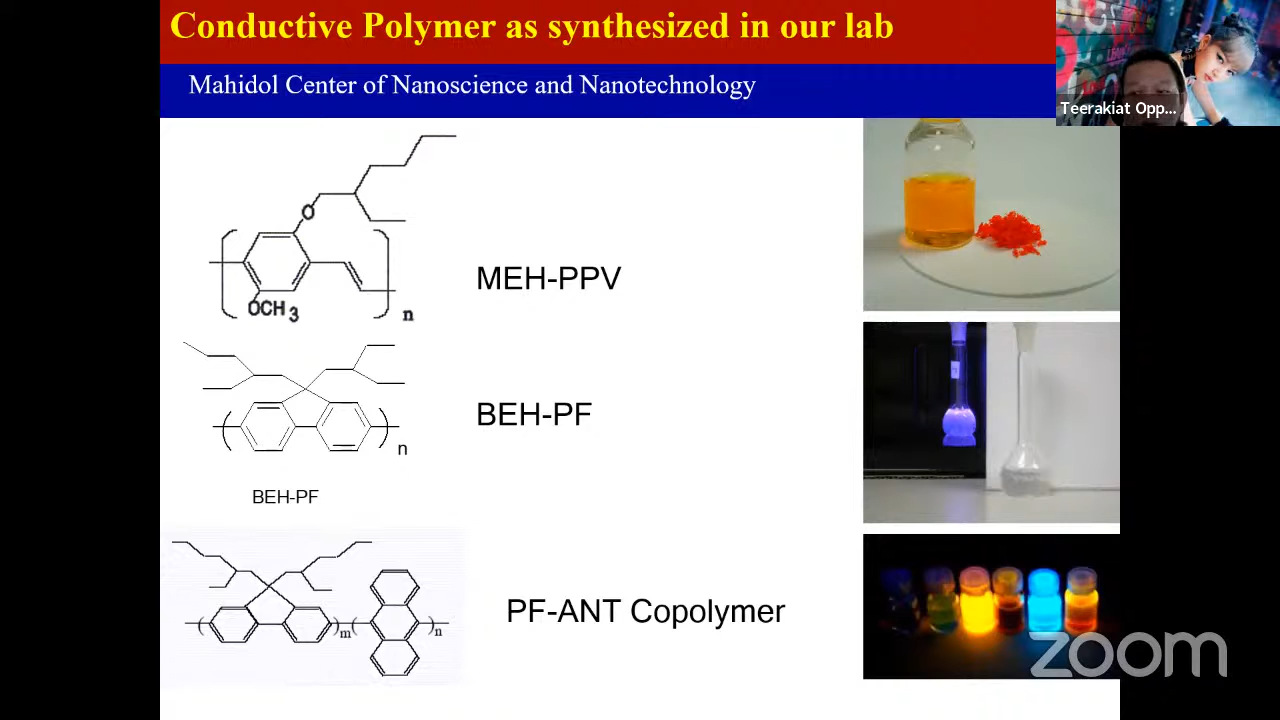 Conductive Polymer as synthesized in our lab
Mahidol Center of Nanoscience and Nanotechnology
Teerakiat Opp...
O
OCH3
n
MEH-PPV
n
BEH-PF
BEH-PF
m
n
PF-ANT Copolymer
zoom